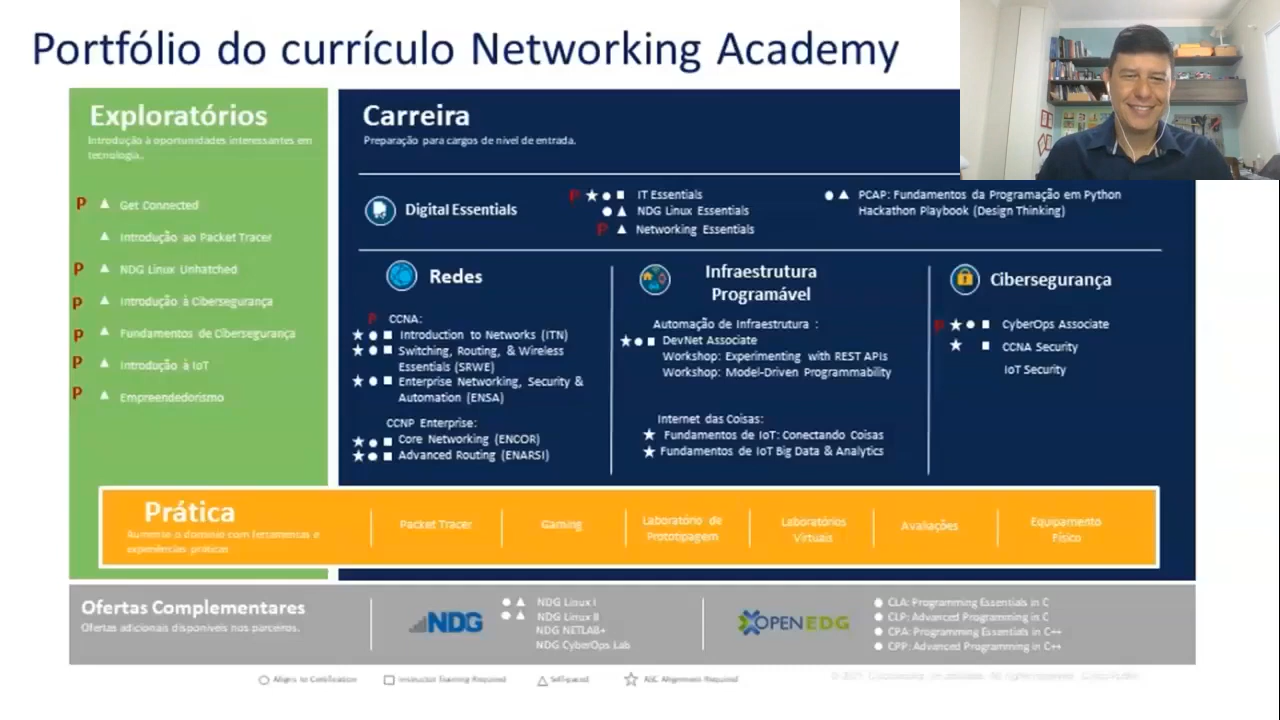 Portfólio do currículo Networking Academy
Exploratórios
Introdução à oportunidades interessantes em
tecnologia..
P Get Connected
Introdução ao Packet Tracer
P NDG Linux Unhatched
P Introdução à Cibersegurança
P Fundamentos de Cibersegurança
P Introdução à IoT
P Empreendedorismo
Carreira
Preparação para cargos de nível de entrada.
Digital Essentials
P IT Essentials
NDG Linux Essentials
P Networking Essentials
PCAP: Fundamentos da Programação em Python
Hackathon Playbook (Design Thinking)
Redes
P CCNA:
Introduction to Networks (ITN)
Switching, Routing, & Wireless
Essentials (SRWE)
Enterprise Networking, Security &
Automation (ENSA)
CCNP Enterprise:
Core Networking (ENCOR)
Advanced Routing (ENARSI)
Infraestrutura
Programável
Automação de Infraestrutura :
DevNet Associate
Workshop: Experimenting with REST APIs
Workshop: Model-Driven Programmability
Internet das Coisas:
Fundamentos de IoT: Conectando Coisas
Fundamentos de IoT Big Data & Analytics
Cibersegurança
P CyberOps Associate
CCNA Security
IoT Security
Prática
Aumente o domínio com ferramentas e
experiências práticas
Packet Tracer
Gaming
Laboratório de
Prototipagem
Laboratórios
Virtuais
Avaliações
Equipamento
Físico
Ofertas Complementares
Ofertas adicionais disponíveis nos parceiros.
NDG
NDG Linux I
NDG Linux II
NDG NETLAB+
NDG CyberOps Lab
OPENEDG
CLA: Programming Essentials in C
CLP: Advanced Programming in C
CPA: Programming Essentials in C++
CPP: Advanced Programming in C++
Aligns to Certification
Instructor Training Required
Self-paced
ASC Alignment Required